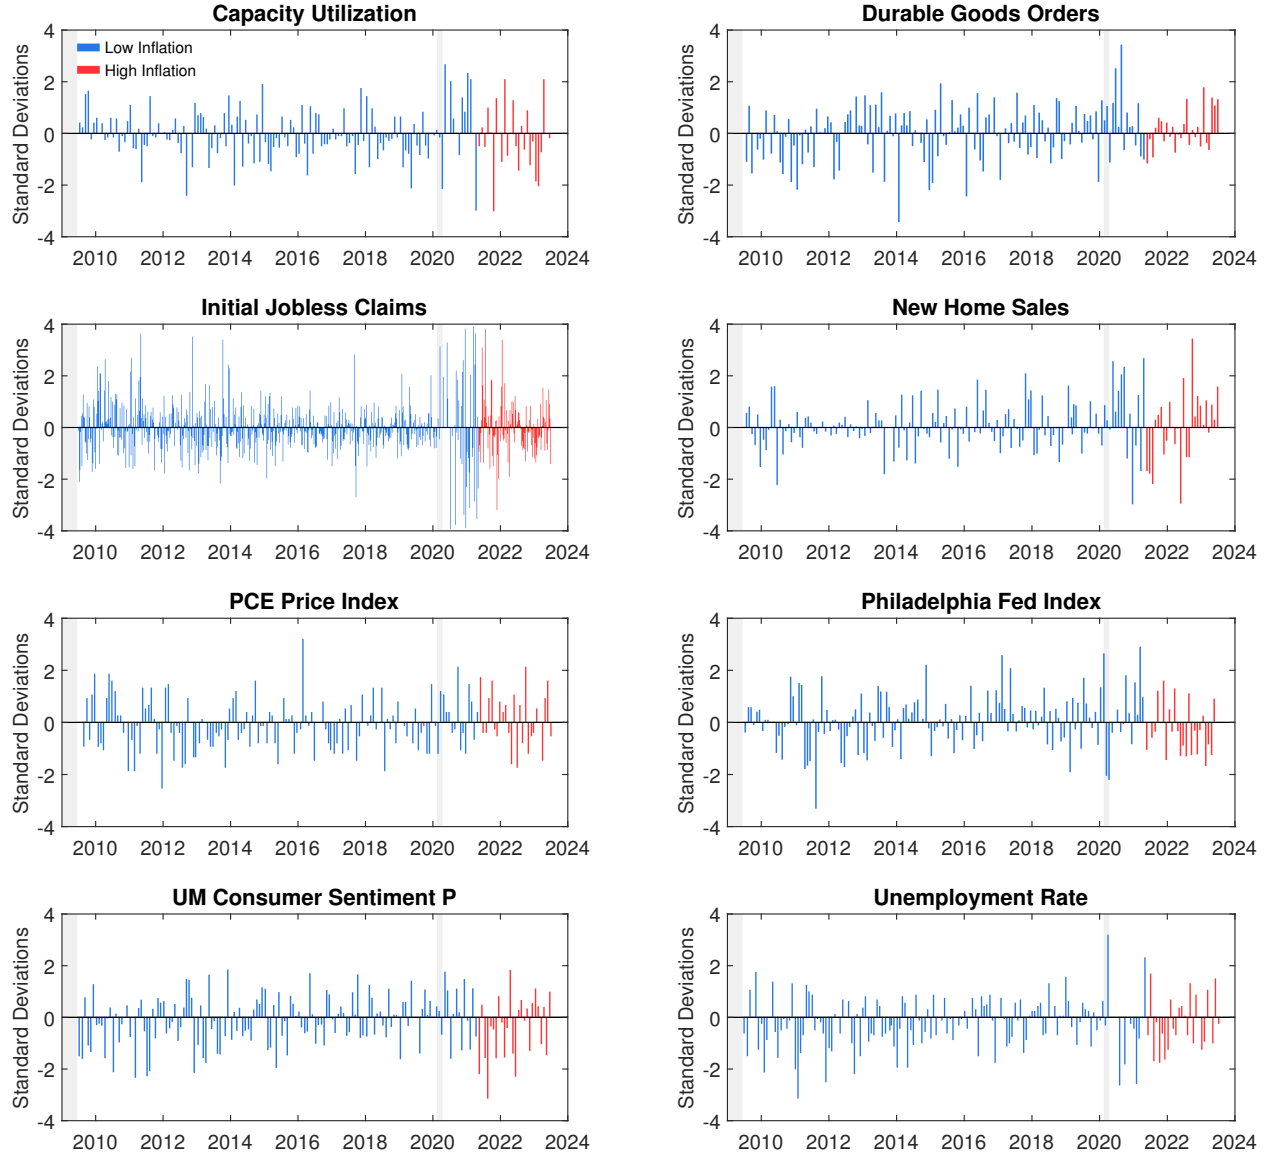 Capacity Utilization
Standard Deviations
4
2
0
-2
-4
Low Inflation
High Inflation
2010 2012 2014 2016 2018 2020 2022 2024
Durable Goods Orders
Standard Deviations
4
2
0
-2
-4
2010 2012 2014 2016 2018 2020 2022 2024
Initial Jobless Claims
Standard Deviations
4
2
0
-2
-4
2010 2012 2014 2016 2018 2020 2022 2024
New Home Sales
Standard Deviations
4
2
0
-2
-4
2010 2012 2014 2016 2018 2020 2022 2024
PCE Price Index
Standard Deviations
4
2
0
-2
-4
2010 2012 2014 2016 2018 2020 2022 2024
Philadelphia Fed Index
Standard Deviations
4
2
0
-2
-4
2010 2012 2014 2016 2018 2020 2022 2024
UM Consumer Sentiment P
Standard Deviations
4
2
0
-2
-4
2010 2012 2014 2016 2018 2020 2022 2024
Unemployment Rate
Standard Deviations
4
2
0
-2
-4
2010 2012 2014 2016 2018 2020 2022 2024